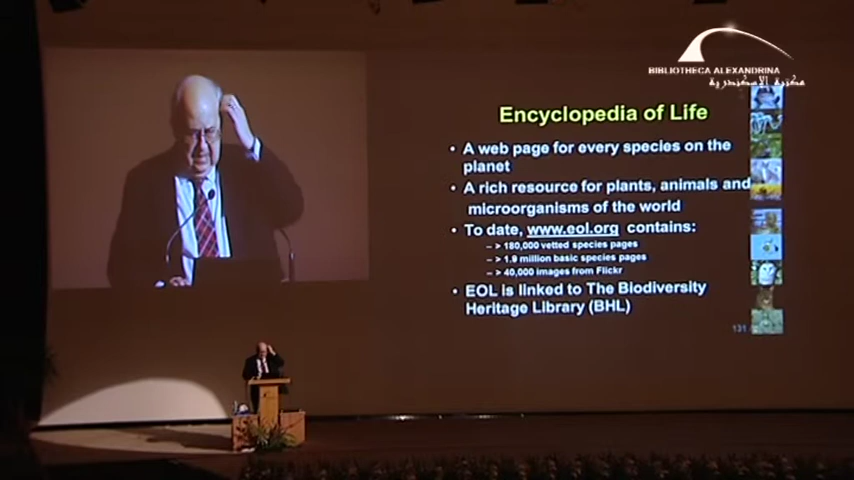 BIBLIOTHECA ALEXANDRINA
مكتبة الاسكندرية
Encyclopedia of Life
• A web page for every species on the
planet
• A rich resource for plants, animals and
microorganisms of the world
• To date, www.eol.org contains:
– > 180,000 vetted species pages
– > 1.9 million basic species pages
– > 40,000 images from Flickr
• EOL is linked to The Biodiversity
Heritage Library (BHL)
131